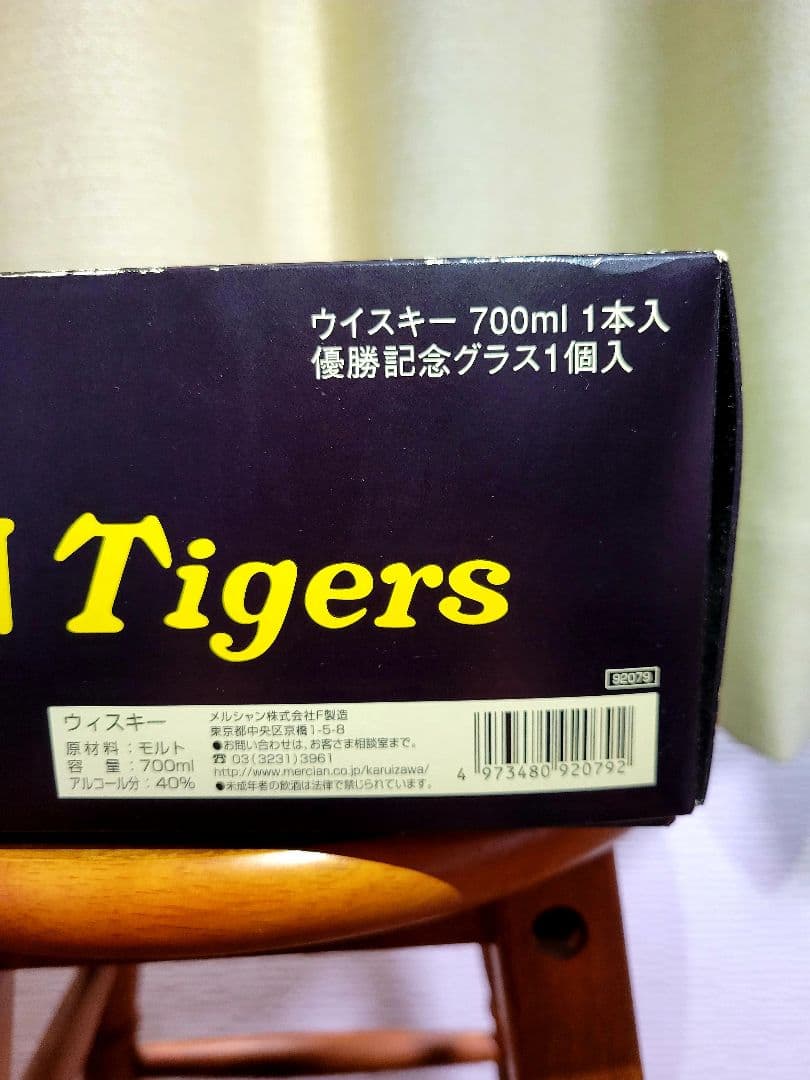 ウイスキー 700ml 1本入
優勝記念グラス1個入
Tigers
92079
ウィスキー
原材料：モルト
容　量：700ml
アルコール分：40%
メルシャン株式会社F製造
東京都中央区京橋1-5-8
●お問い合わせは、お客さま相談室まで。
☎ 03(3231)3961
http://www.mercian.co.jp/karuizawa/
●未成年者の飲酒は法律で禁じられています。
4 973480 920792